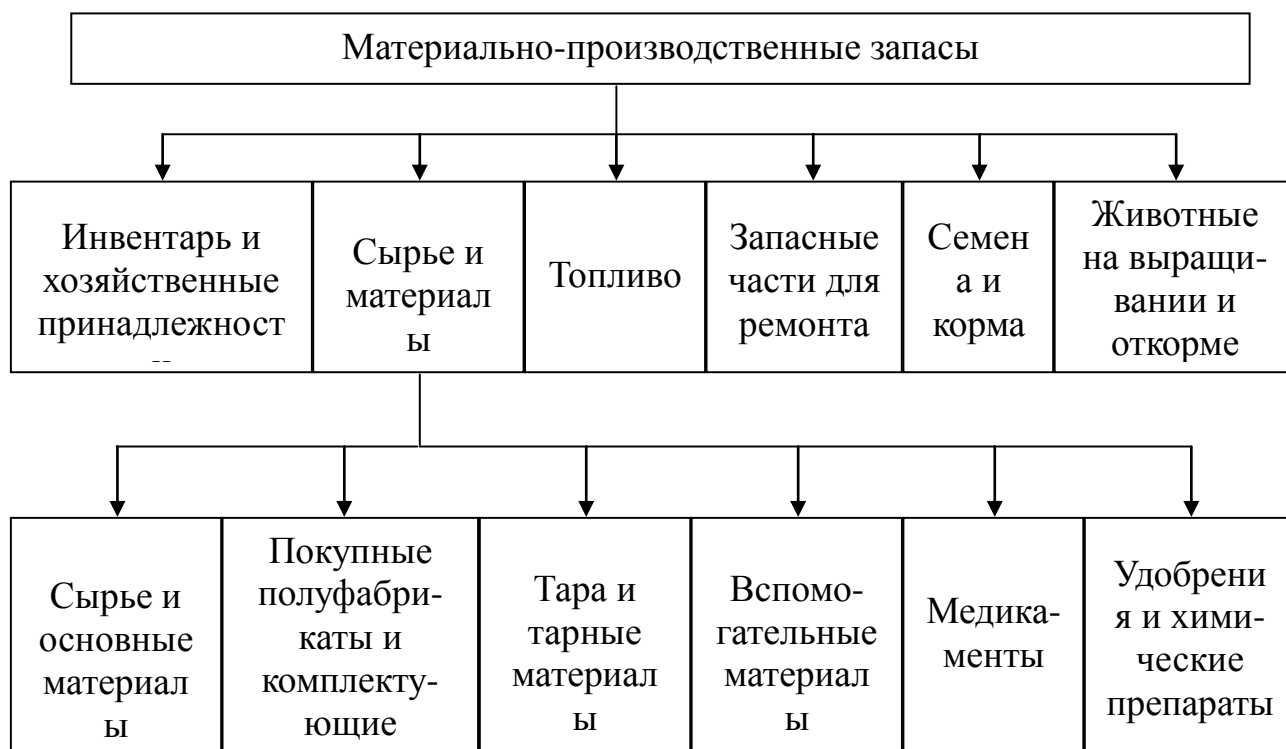 Материально-производственные запасы
Инвентарь и
хозяйственные
принадлежност
и
Сырье и
материал
ы
Топливо
Запасные
части для
ремонта
Семен
а и
корма
Животные
на выращи-
вании и
откорме
Сырье и
основные
материал
ы
Покупные
полуфабри-
каты и
комплекту-
ющие
Тара и
тарные
материал
ы
Вспомо-
гательные
материал
ы
Медика-
менты
Удобрени
я и хими-
ческие
препараты